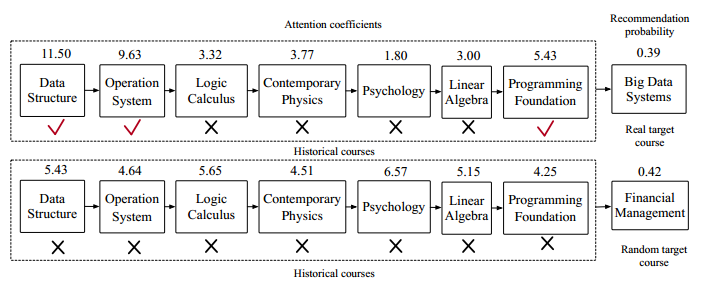 Attention coefficients
Recommendation
probability
11.50 9.63 3.32 3.77 1.80 3.00 5.43 0.39
Data Structure Operation System Logic Calculus Contemporary Physics Psychology Linear Algebra Programming Foundation Big Data Systems
Real target
course
Historical courses
5.43 4.64 5.65 4.51 6.57 5.15 4.25 0.42
Data Structure Operation System Logic Calculus Contemporary Physics Psychology Linear Algebra Programming Foundation Financial Management
Random target
course
Historical courses